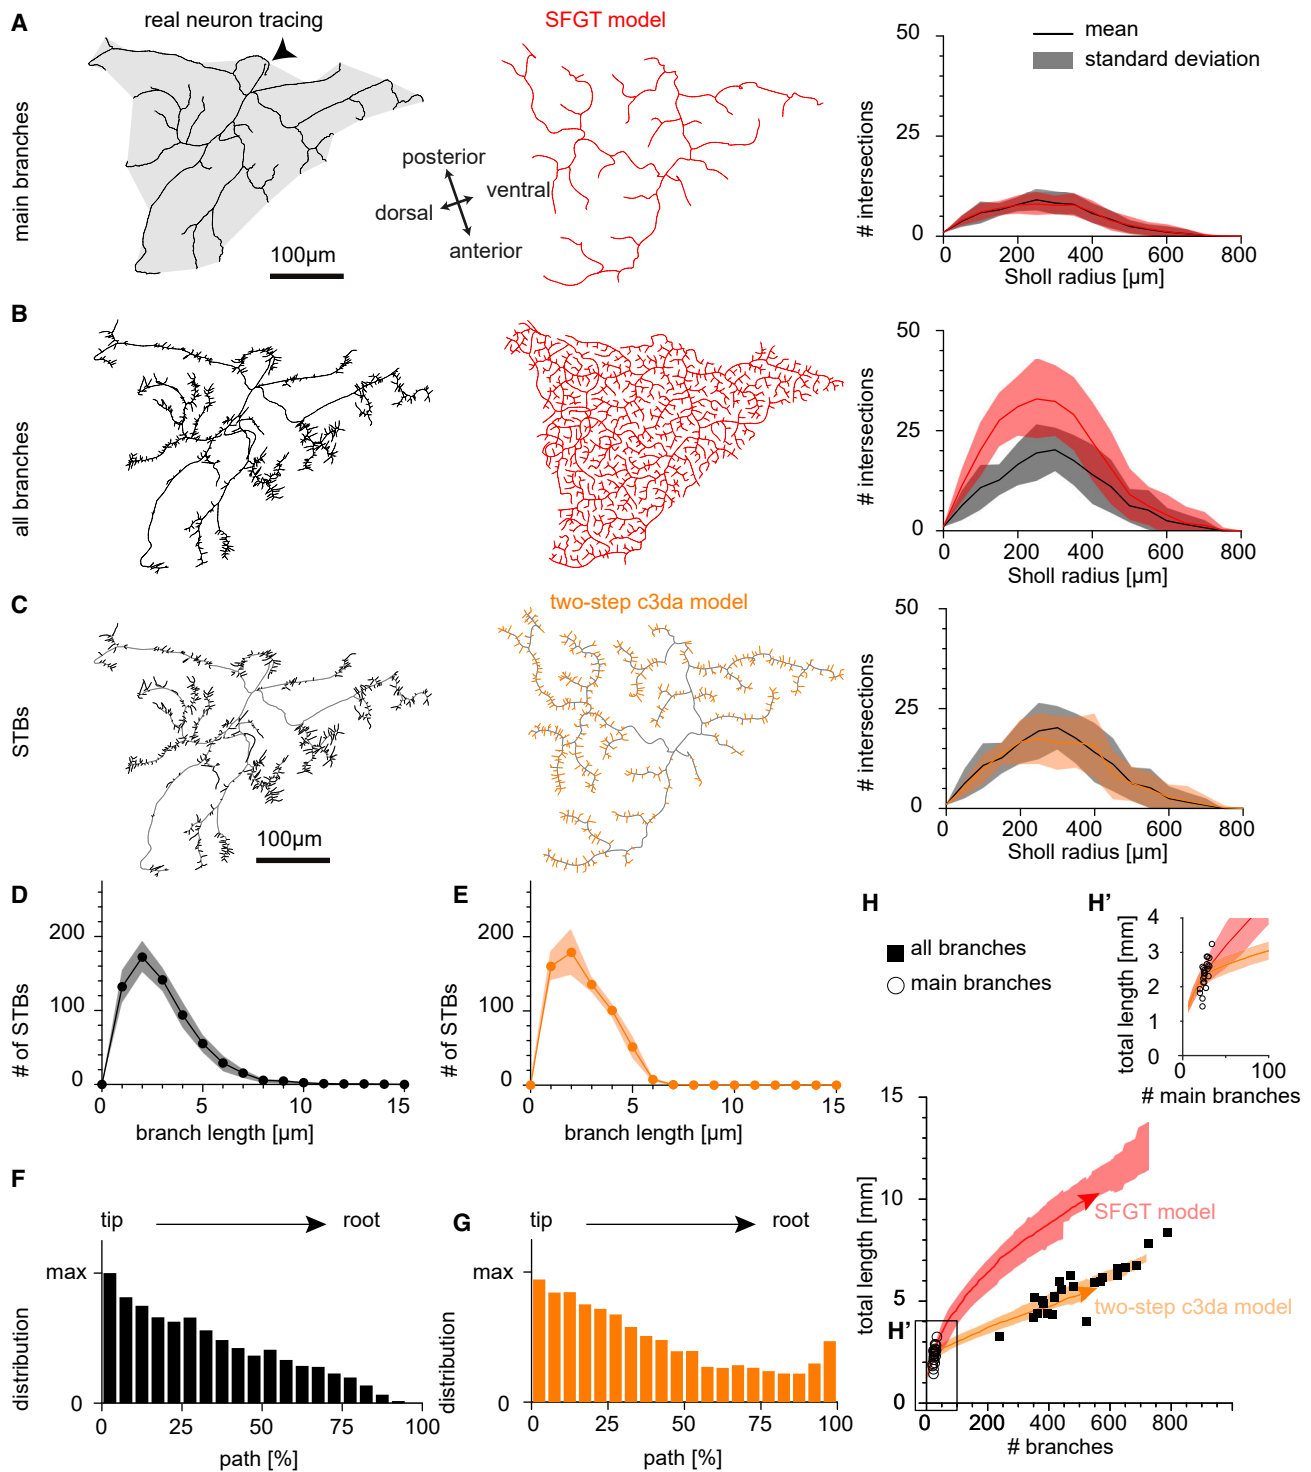 A
real neuron tracing
SFGT model
main branches
posterior
ventral
dorsal
anterior
100µm
50
25
0
# intersections
mean
standard deviation
0 200 400 600 800
Sholl radius [µm]
B
all branches
50
25
0
# intersections
0 200 400 600 800
Sholl radius [µm]
C
two-step c3da model
STBs
100µm
50
25
0
# intersections
0 200 400 600 800
Sholl radius [µm]
D
200
100
0
# of STBs
0 5 10 15
branch length [µm]
E
200
100
0
# of STBs
0 5 10 15
branch length [µm]
F
tip
root
max
0
distribution
0 25 50 75 100
path [%]
G
tip
root
max
0
distribution
0 25 50 75 100
path [%]
H
all branches
main branches
H’
4
3
2
1
0
total length [mm]
0 100
# main branches
15
10
5
0
total length [mm]
SFGT model
two-step c3da model
H’
0 200 400 600 800
# branches